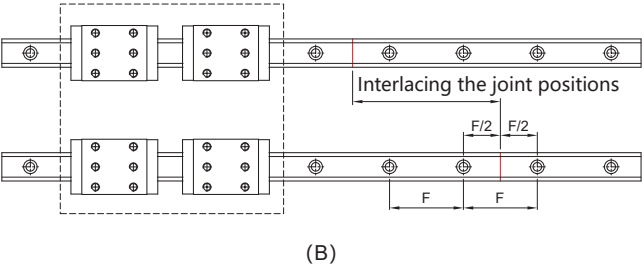 Interlacing the joint positions
F/2 F/2
F F
(B)